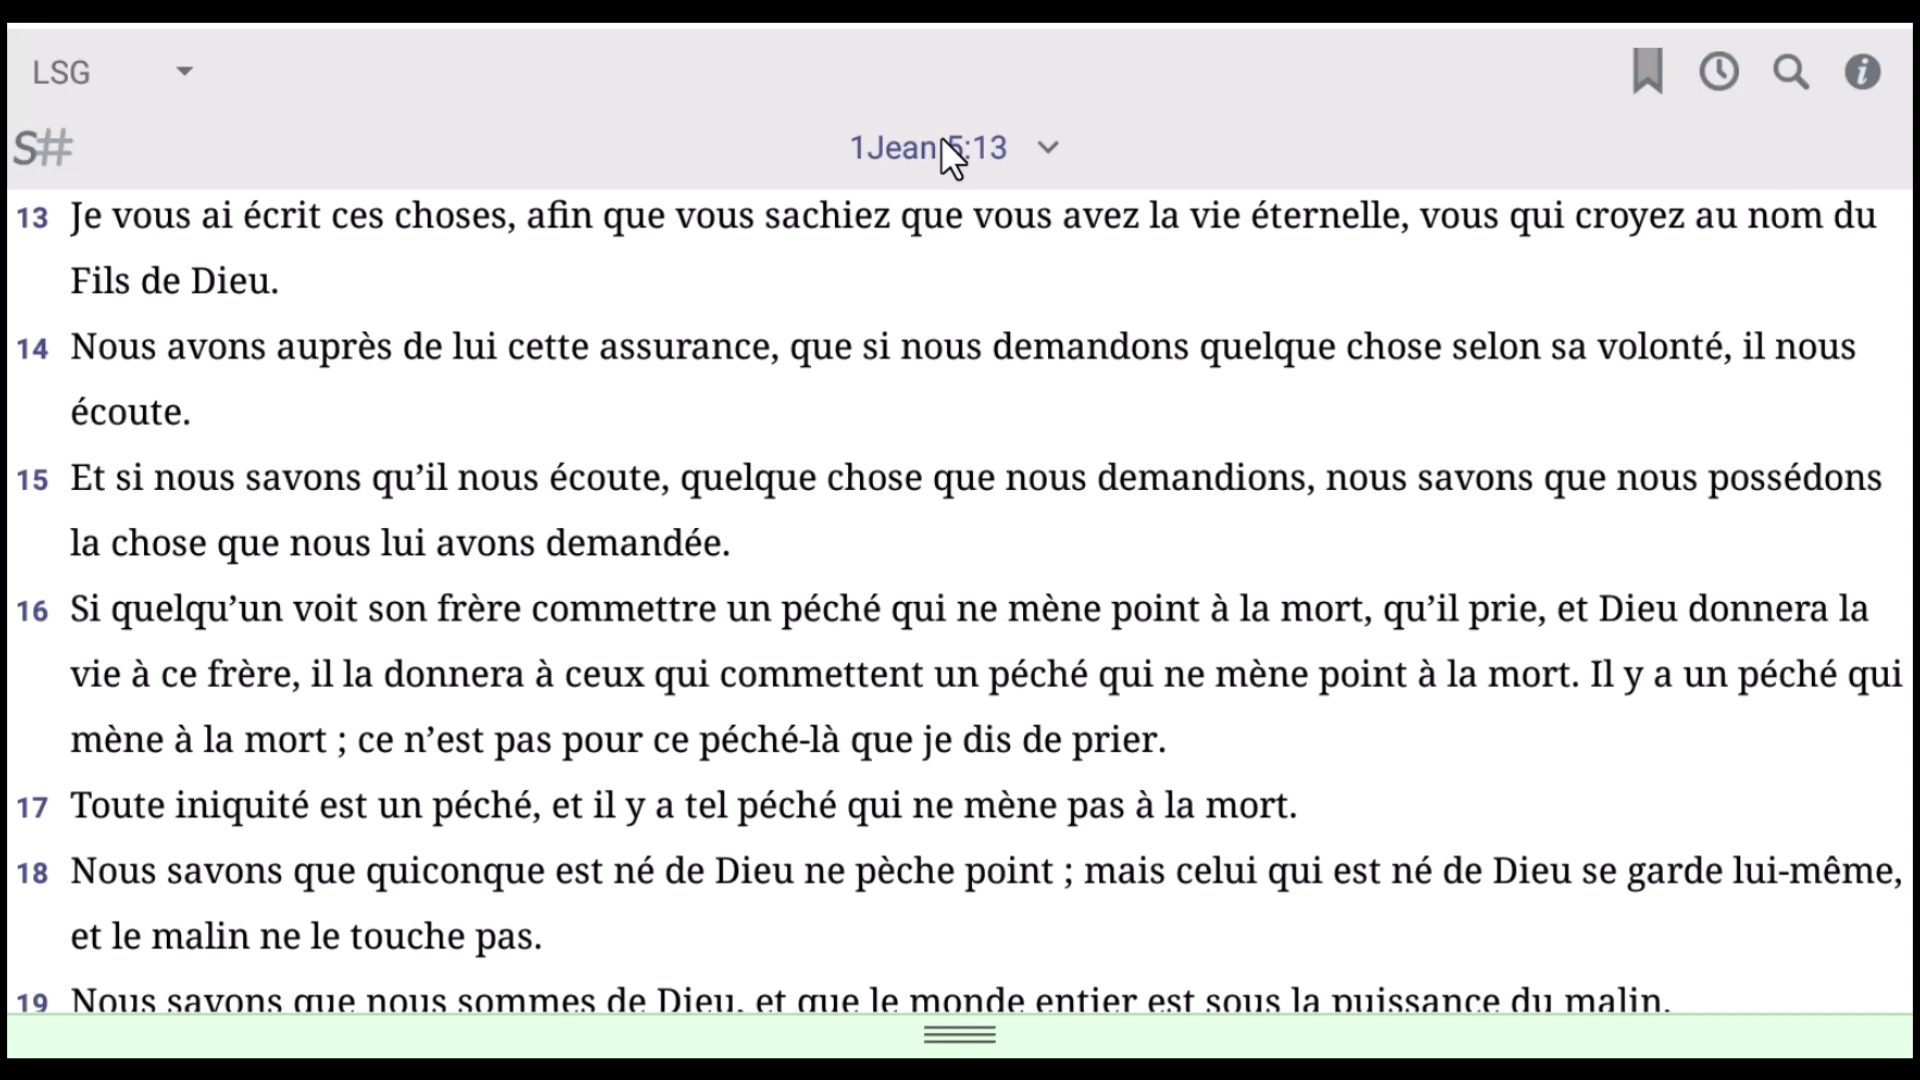 LSG
S#
1Jean 5:13
13 Je vous ai écrit ces choses, afin que vous sachiez que vous avez la vie éternelle, vous qui croyez au nom du
Fils de Dieu.
14 Nous avons auprès de lui cette assurance, que si nous demandons quelque chose selon sa volonté, il nous
écoute.
15 Et si nous savons qu’il nous écoute, quelque chose que nous demandions, nous savons que nous possédons
la chose que nous lui avons demandée.
16 Si quelqu’un voit son frère commettre un péché qui ne mène point à la mort, qu’il prie, et Dieu donnera la
vie à ce frère, il la donnera à ceux qui commettent un péché qui ne mène point à la mort. Il y a un péché qui
mène à la mort ; ce n’est pas pour ce péché-là que je dis de prier.
17 Toute iniquité est un péché, et il y a tel péché qui ne mène pas à la mort.
18 Nous savons que quiconque est né de Dieu ne pèche point ; mais celui qui est né de Dieu se garde lui-même,
et le malin ne le touche pas.
19 Nous savons que nous sommes de Dieu, et que le monde entier est sous la puissance du malin.